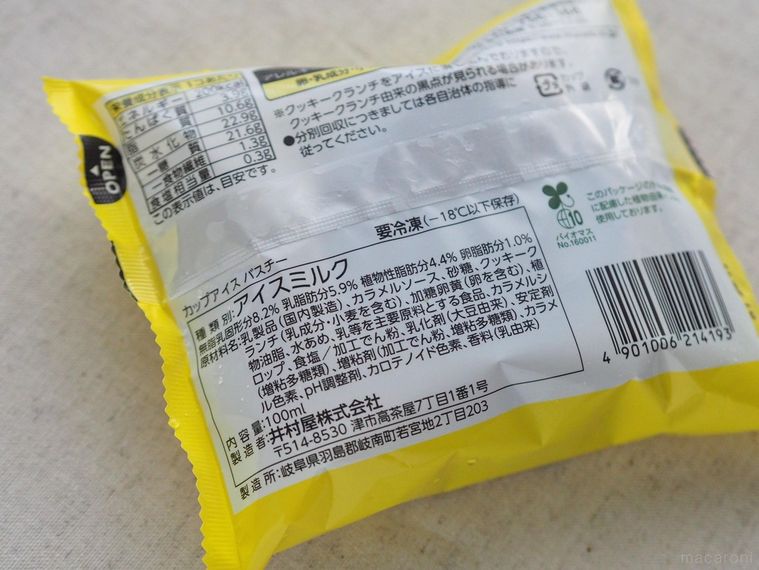 OPEN
栄養成分表示 1コあたり
エネルギー 200kcal
たんぱく質
脂 質
炭水化物
糖 質
食物繊維
食塩相当量
10.6g
22.9g
21.6g
1.3g
0.3g
この表示値は、目安です。
卵・乳成分
※クッキークランチをアイスに
クッキークランチ由来の黒点が見られる場合があります。
●分別回収につきましては各自治体の指導に
従ってください。
プラ
カップ
外袋
バイオマス
No.160011
10
このパッケージの
に配慮した植物
使用しております。
要冷凍(−18℃以下保存)
カップアイス バスチー
種類別:アイスミルク
無脂乳固形分8.2% 乳脂肪分5.9% 植物性脂肪分4.4% 卵脂肪分1.0%
原材料名:乳製品(国内製造)、カラメルソース、砂糖、クッキーク
ランチ(乳成分・小麦を含む)、加糖卵黄(卵を含む)、植
物油脂、水あめ、乳等を主要原料とする食品、カラメルシ
ロップ、食塩/加工でん粉、乳化剤(大豆由来)、安定剤
(増粘多糖類)、増粘剤(加工でん粉、増粘多糖類)、カラメ
ル色素、pH調整剤、カロテノイド色素、香料(乳由来)
内容量:100ml
製造者:井村屋株式会社
〒514-8530 津市高茶屋7丁目1番1号
製造所:岐阜県羽島郡岐南町若宮地2丁目203
4 901006 214193
macaroni